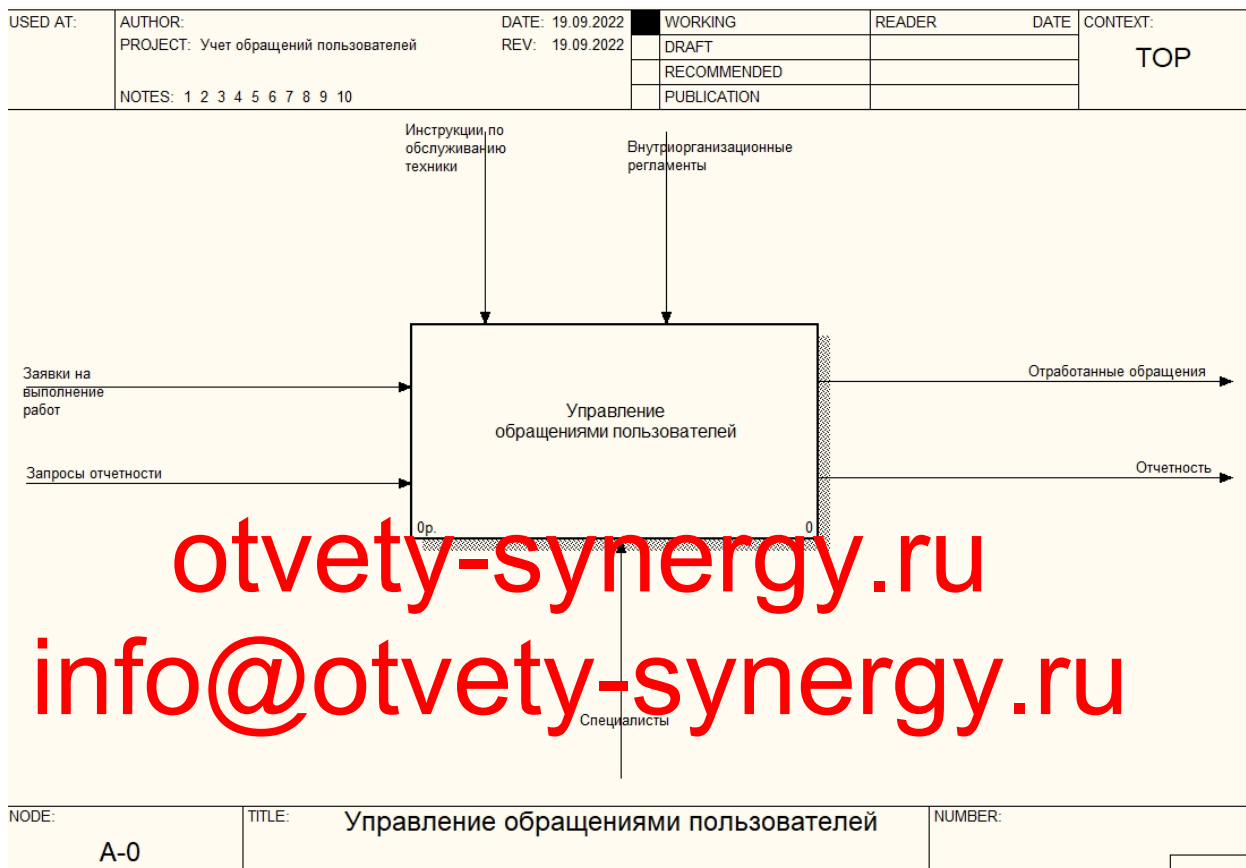 USED AT:
AUTHOR:
DATE: 19.09.2022
WORKING
READER
DATE
CONTEXT:
PROJECT: Учет обращений пользователей
REV: 19.09.2022
DRAFT
TOP
RECOMMENDED
NOTES: 1 2 3 4 5 6 7 8 9 10
PUBLICATION
Инструкции по
обслуживанию
техники
Внутриорганизационные
регламенты
Заявки на
выполнение
работ
Отработанные обращения
Управление
обращениями пользователей
Запросы отчетности
Отчетность
0р.
0
otvety-synergy.ru
info@otvety-synergy.ru
Специалисты
NODE:
A-0
TITLE:
Управление обращениями пользователей
NUMBER: